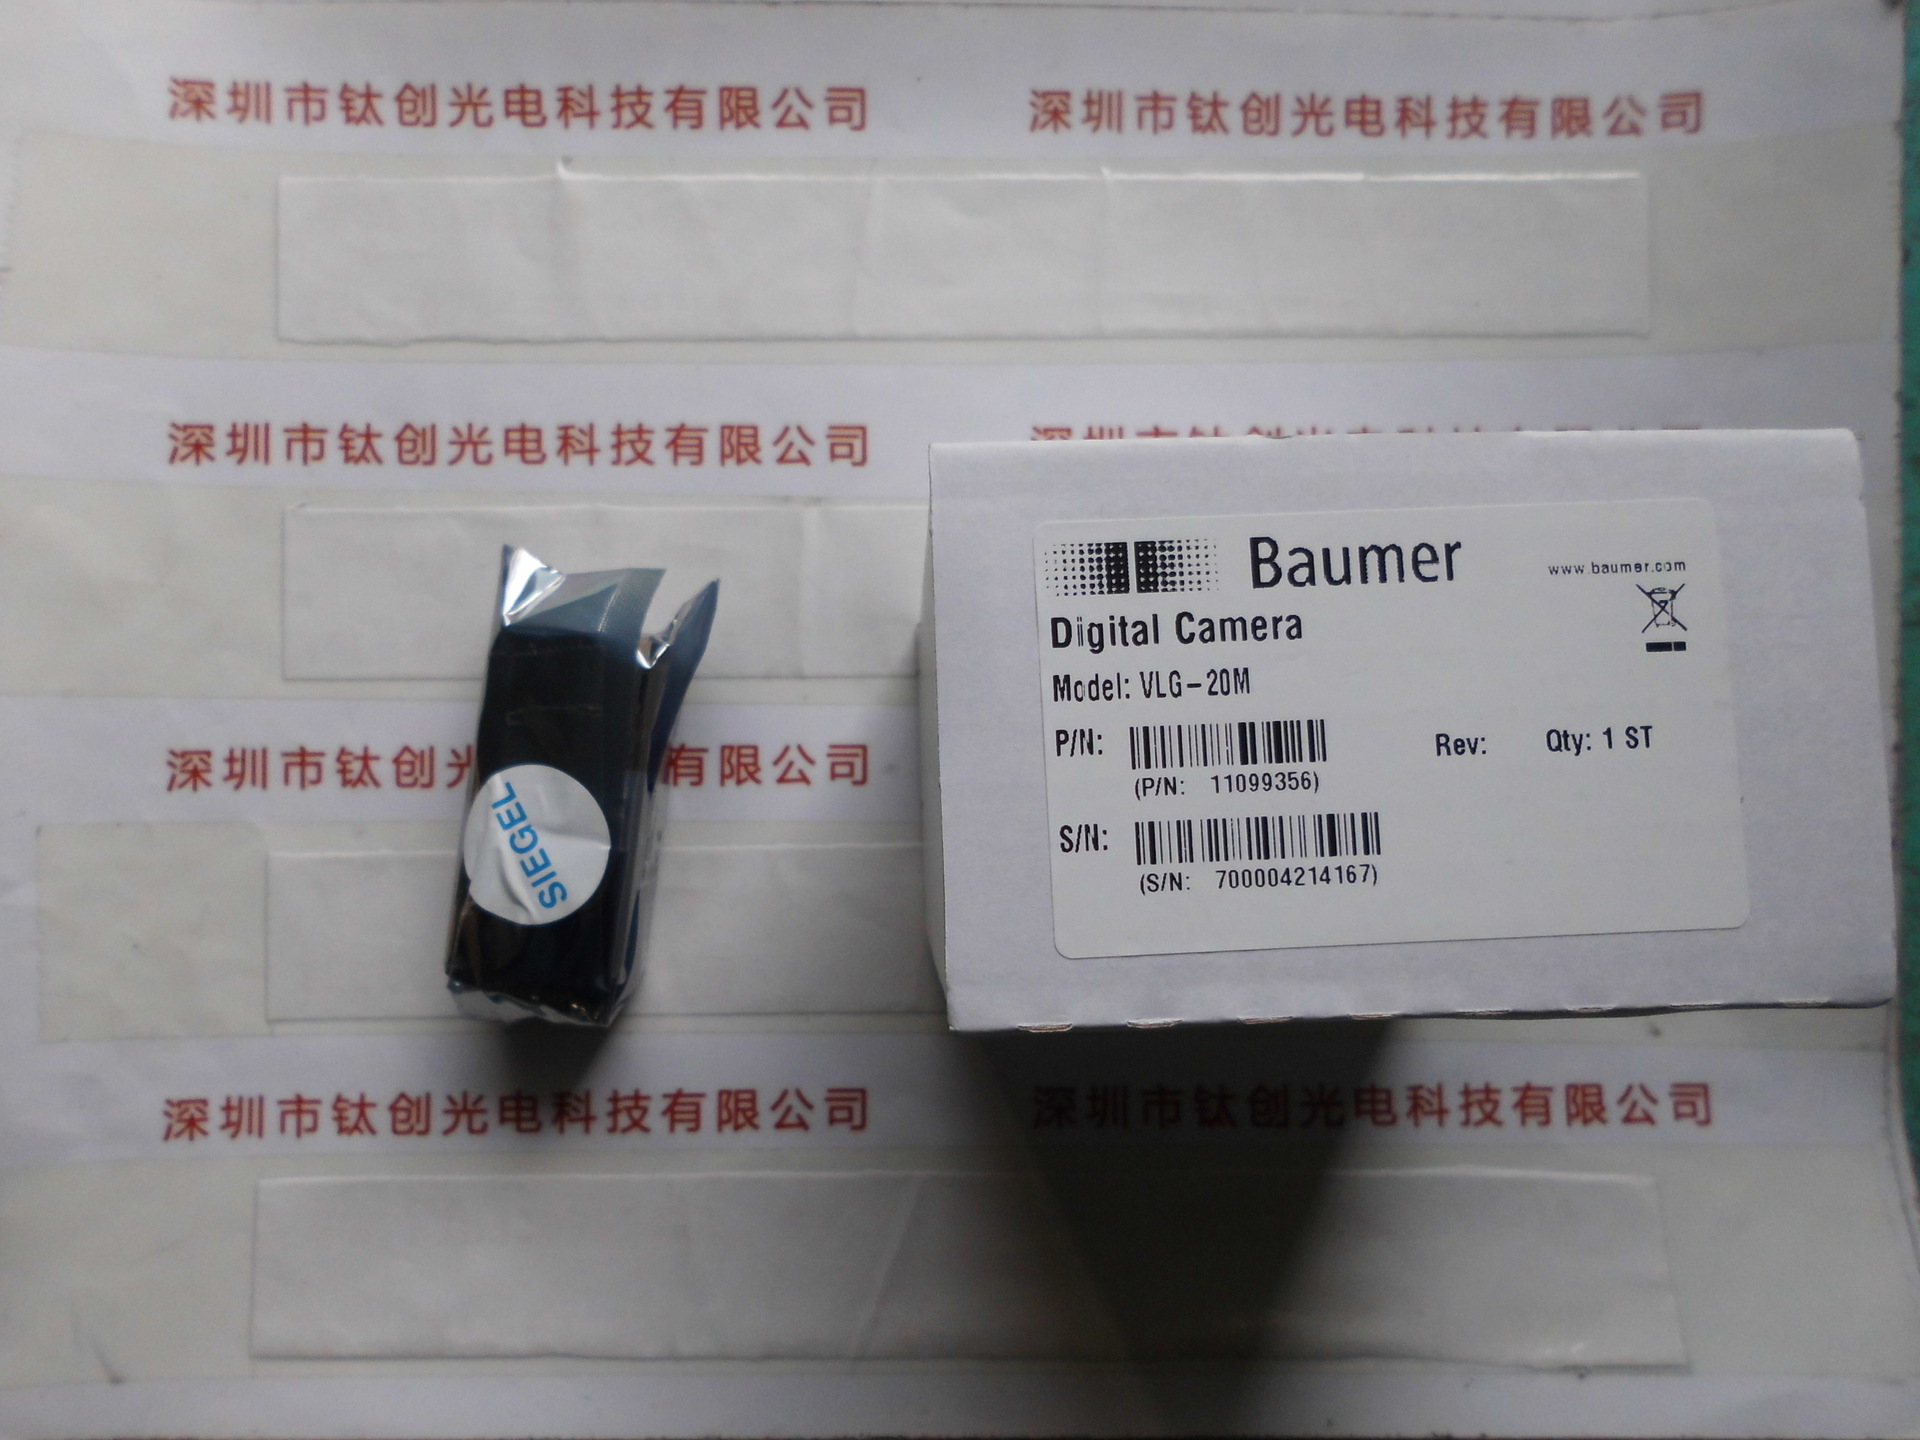 深圳市钛创光电科技有限公司 深圳市钛创光电科技有限公司
深圳市钛创光电科技有限公司
Baumer
www.baumer.com
Digital Camera
Model: VLG-20M
P/N:
(P/N: 11099356)
Rev:
Qty: 1 ST
S/N:
(S/N: 700004214167)
深圳市钛创光 有限公司
SIEGEL
深圳市钛创光电科技有限公司 深圳市钛创光电科技有限公司